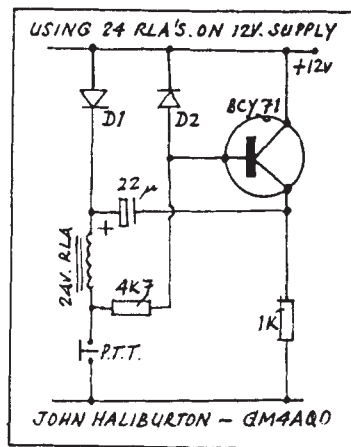 USING 24 RLA'S. ON 12V. SUPPLY
+12V
BCY71
D1
D2
22µ
+
24V. RLA
4K7
1K
P.T.T.
JOHN HALIBURTON - GM4AQO